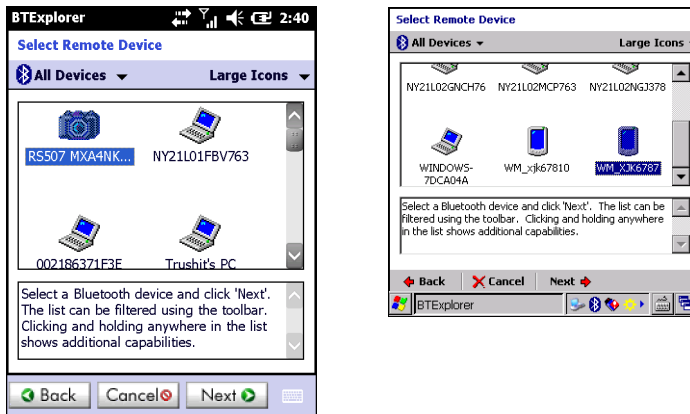 BTExplorer 2:40
Select Remote Device
All Devices Large Icons
RS507 MXA4NK... NY21L01FBV763
002186371F3E Trushit's PC
Select a Bluetooth device and click 'Next'.
The list can be filtered using the toolbar.
Clicking and holding anywhere in the list
shows additional capabilities.
Back Cancel Next
Select Remote Device
All Devices Large Icons
NY21L02GNCH76 NY21L02MCP763 NY21L02NGJ378
WINDOWS-
7DCA04A WM_xjk67810 WM_XJK6787
Select a Bluetooth device and click 'Next'. The list can be
filtered using the toolbar. Clicking and holding anywhere
in the list shows additional capabilities.
Back Cancel Next
BTExplorer